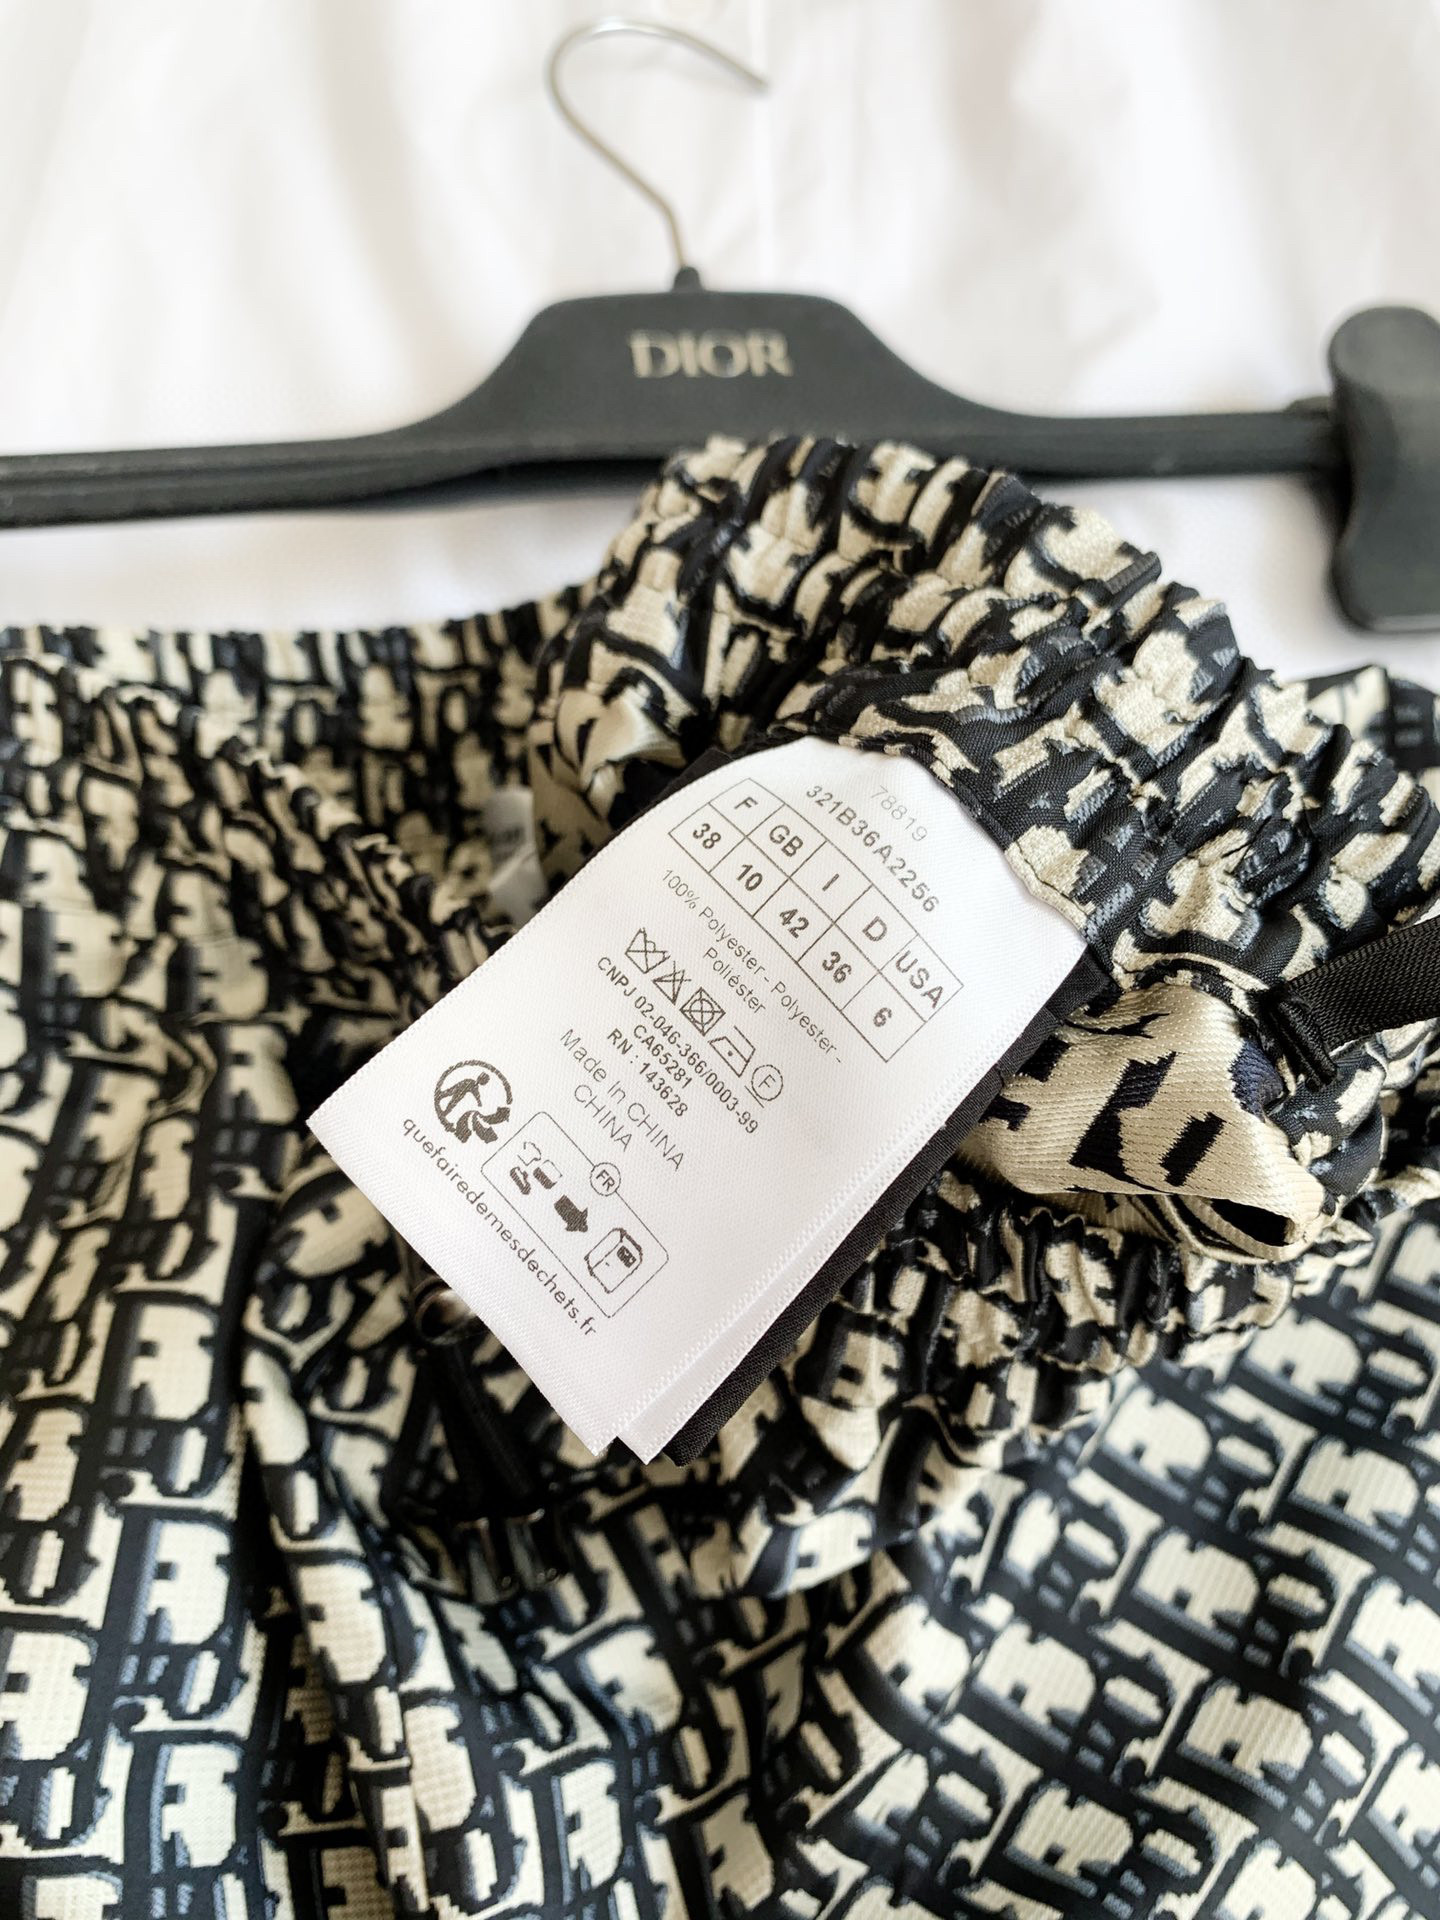 DIOR
78819
321B36A2256
F GB I D USA
38 10 42 36 6
100% Polyester - Polyester -
Poliéster
F
CNPJ 02-046-366/0003-99
CA65281
RN : 143628
Made In CHINA
CHINA
FR
quefairedemesdechets.fr